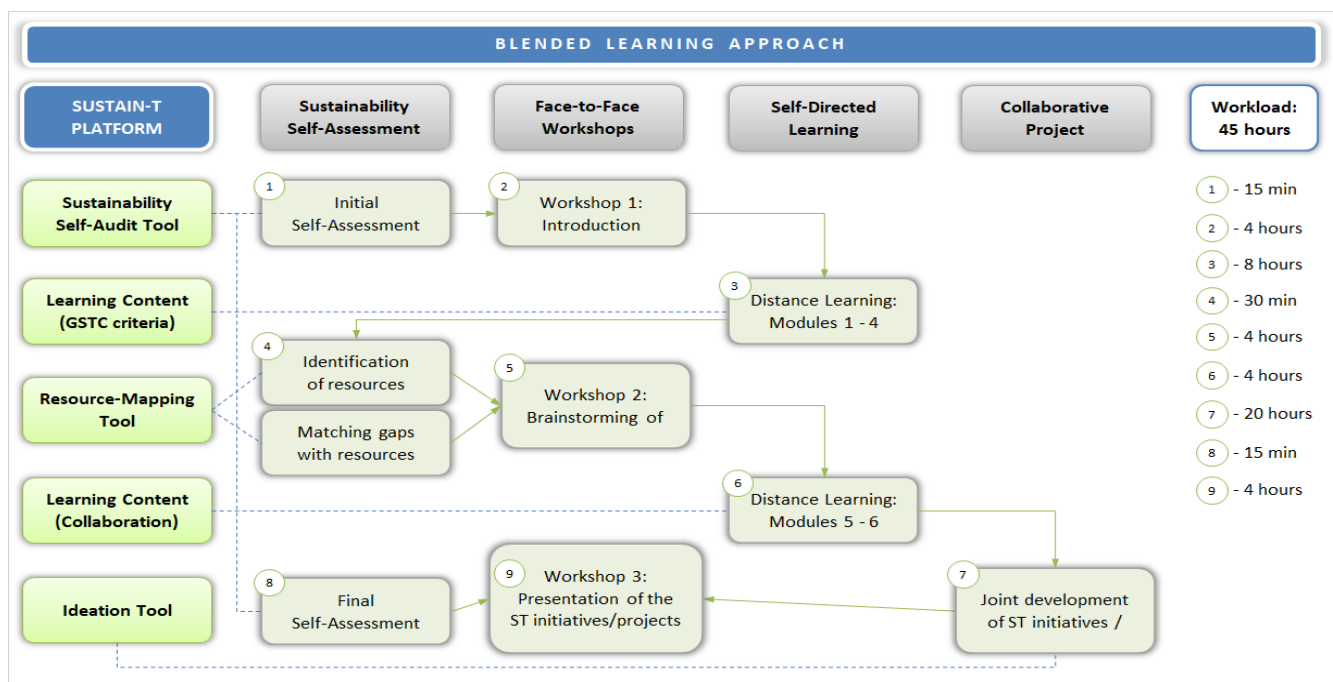 BLENDED LEARNING APPROACH
SUSTAIN-T
PLATFORM
Sustainability
Self-Assessment
Face-to-Face
Workshops
Self-Directed
Learning
Collaborative
Project
Workload:
45 hours
Sustainability
Self-Audit Tool
1
Initial
Self-Assessment
2
Workshop 1:
Introduction
Learning Content
(GSTC criteria)
3
Distance Learning:
Modules 1 - 4
Resource-Mapping
Tool
4
Identification
of resources
Matching gaps
with resources
5
Workshop 2:
Brainstorming of
Learning Content
(Collaboration)
6
Distance Learning:
Modules 5 - 6
Ideation Tool
8
Final
Self-Assessment
9
Workshop 3:
Presentation of the
ST initiatives/projects
7
Joint development
of ST initiatives /
1 - 15 min
2 - 4 hours
3 - 8 hours
4 - 30 min
5 - 4 hours
6 - 4 hours
7 - 20 hours
8 - 15 min
9 - 4 hours